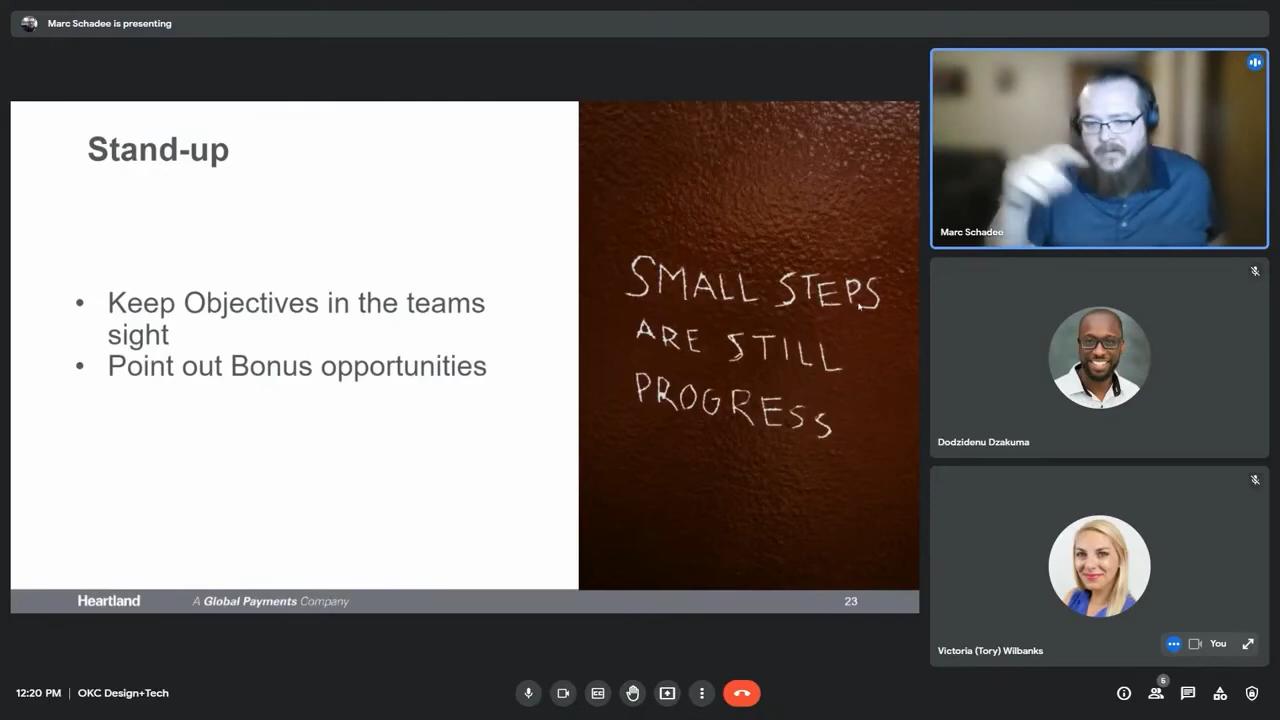 Marc Schadee is presenting
Stand-up
• Keep Objectives in the teams
sight
• Point out Bonus opportunities
SMALL STEPS
ARE STILL
PROGRESS
Heartland
A Global Payments Company
23
Marc Schadee
Dodzidenu Dzakuma
Victoria (Tory) Wilbanks
You
12:20 PM | OKC Design+Tech
6